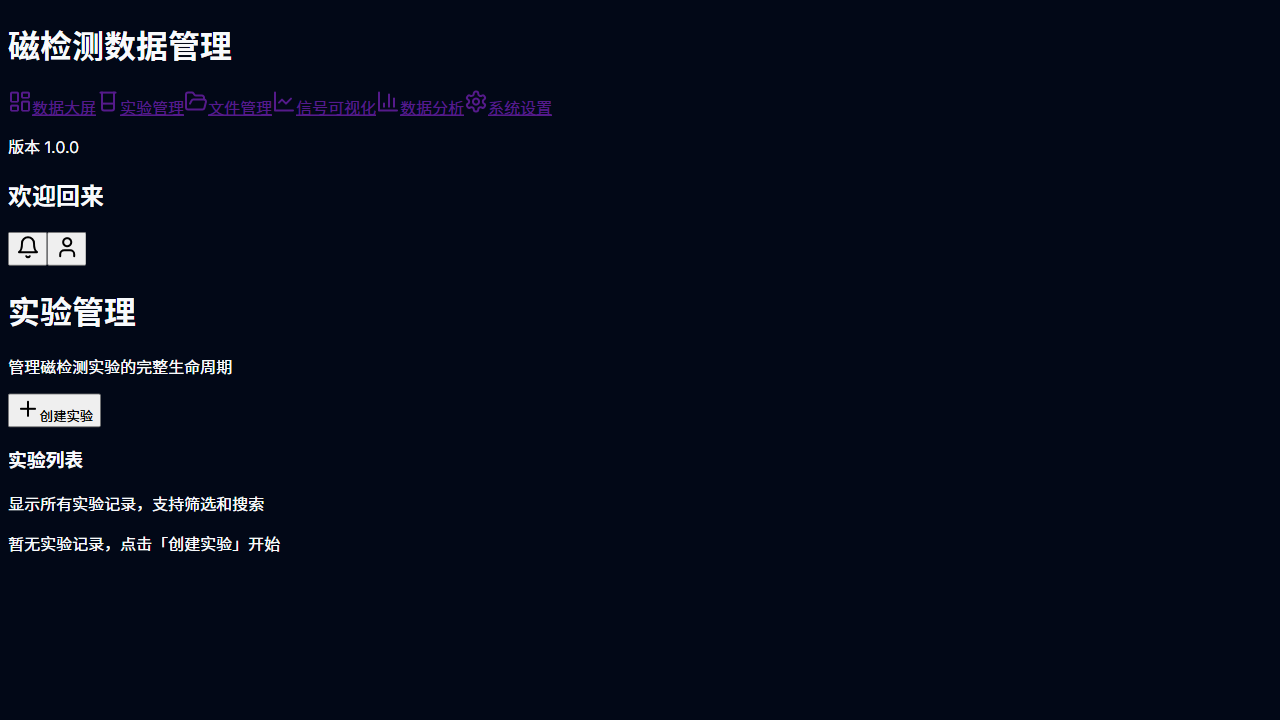 磁检测数据管理
数据大屏实验管理文件管理信号可视化数据分析系统设置
版本 1.0.0
欢迎回来
实验管理
管理磁检测实验的完整生命周期
创建实验
实验列表
显示所有实验记录，支持筛选和搜索
暂无实验记录，点击「创建实验」开始